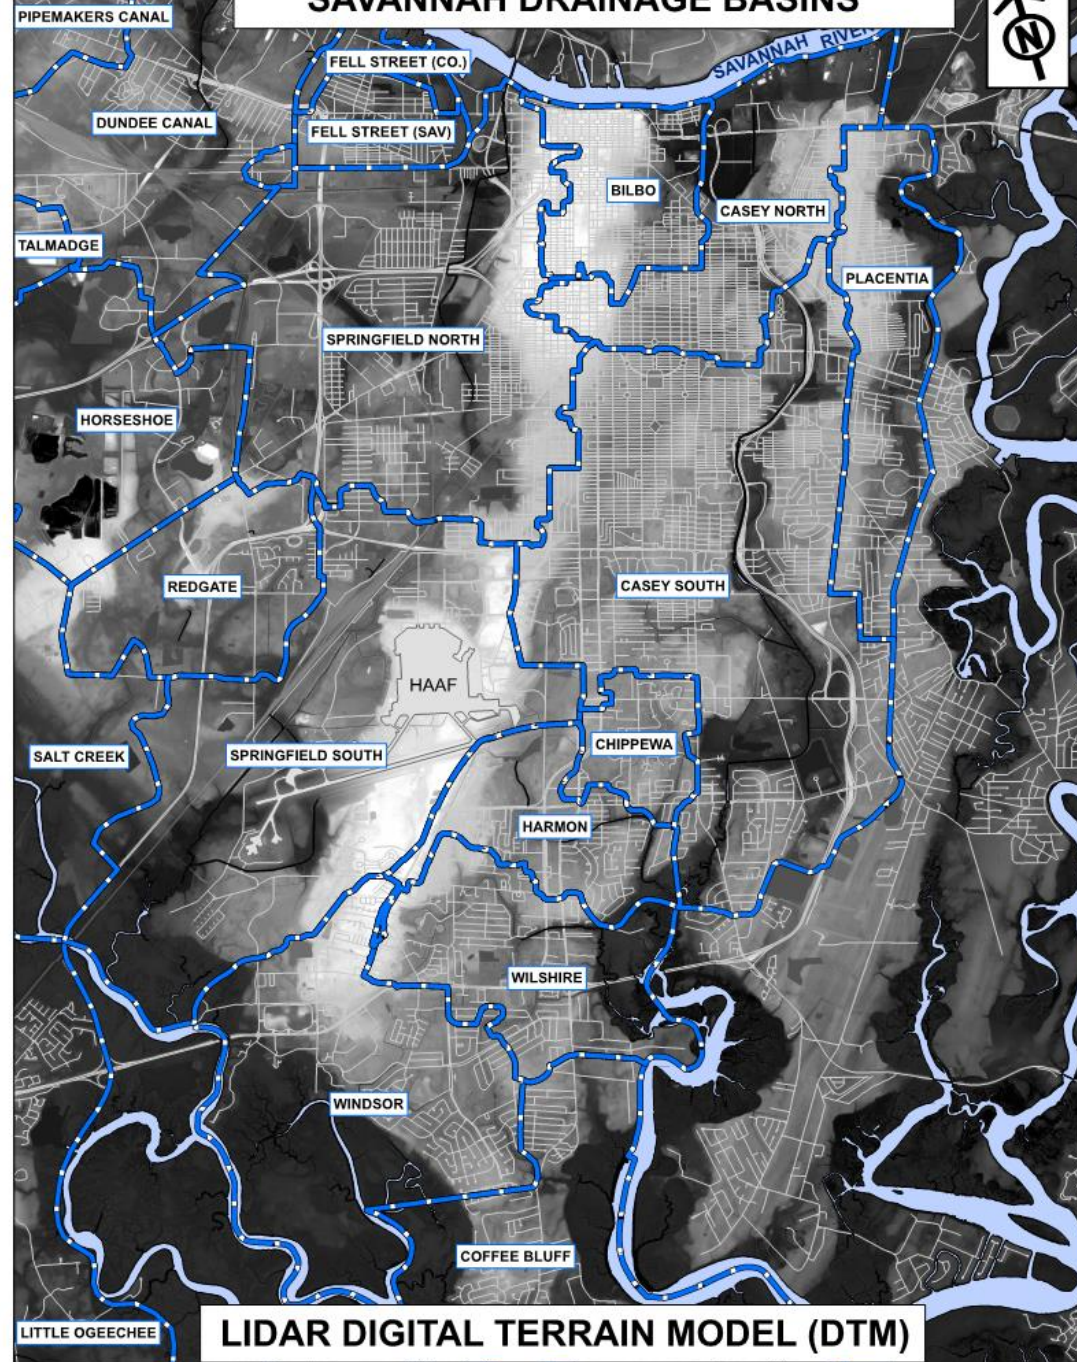 SAVANNAH DRAINAGE BASINS
PIPEMAKERS CANAL
N
SAVANNAH RIVER
FELL STREET (CO.)
DUNDEE CANAL
FELL STREET (SAV)
BILBO
CASEY NORTH
TALMADGE
PLACENTIA
SPRINGFIELD NORTH
HORSESHOE
REDGATE
CASEY SOUTH
HAAF
CHIPPEWA
SALT CREEK
SPRINGFIELD SOUTH
HARMON
WILSHIRE
WINDSOR
COFFEE BLUFF
LITTLE OGEECHEE
LIDAR DIGITAL TERRAIN MODEL (DTM)